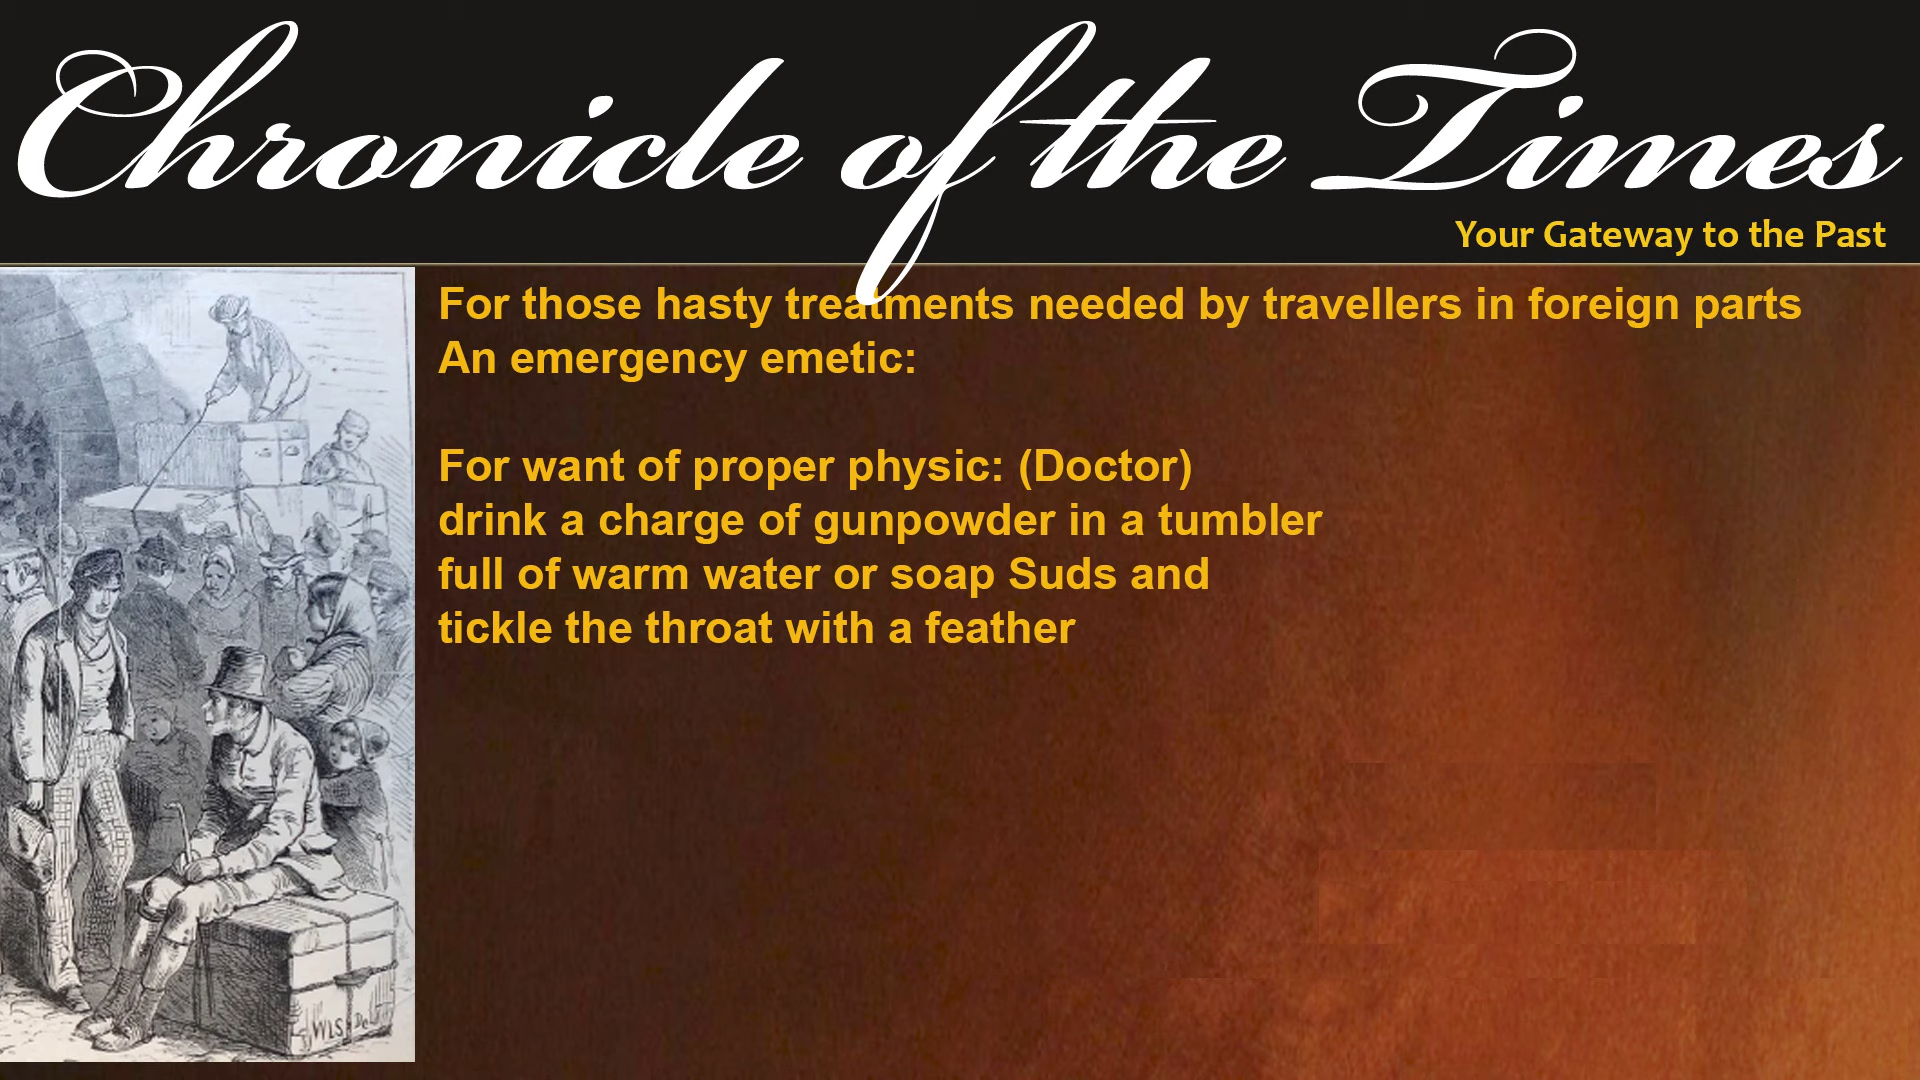 Chronicle of the Times
Your Gateway to the Past
For those hasty treatments needed by travellers in foreign parts
An emergency emetic:
For want of proper physic: (Doctor)
drink a charge of gunpowder in a tumbler
full of warm water or soap Suds and
tickle the throat with a feather
WLS